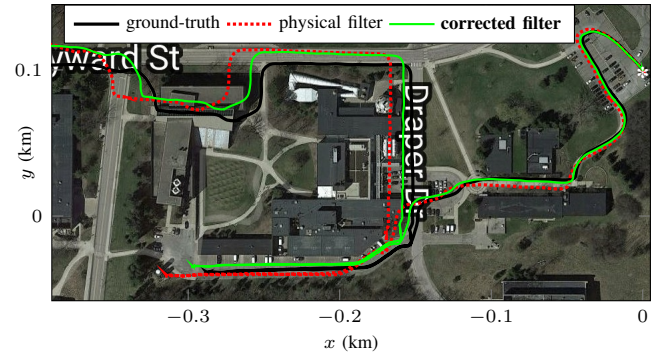 ground-truth physical filter corrected filter
yward St
Draper D
0.1
0
y (km)
−0.3 −0.2 −0.1 0
x (km)